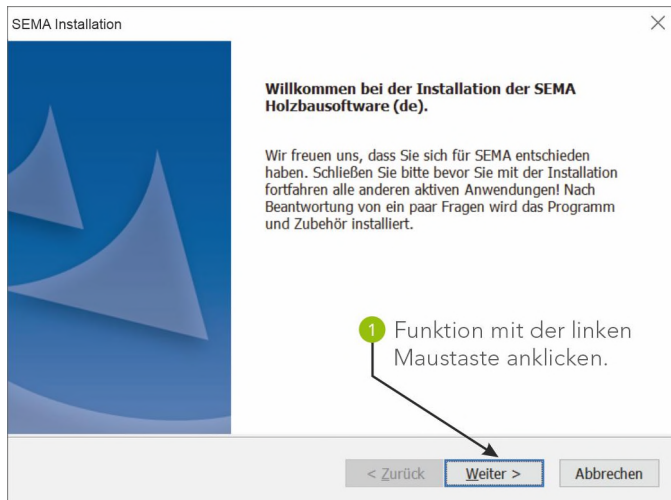 SEMA Installation
Willkommen bei der Installation der SEMA
Holzbausoftware (de).
Wir freuen uns, dass Sie sich für SEMA entschieden
haben. Schließen Sie bitte bevor Sie mit der Installation
fortfahren alle anderen aktiven Anwendungen! Nach
Beantwortung von ein paar Fragen wird das Programm
und Zubehör installiert.
1 Funktion mit der linken
Maustaste anklicken.
< Zurück Weiter > Abbrechen